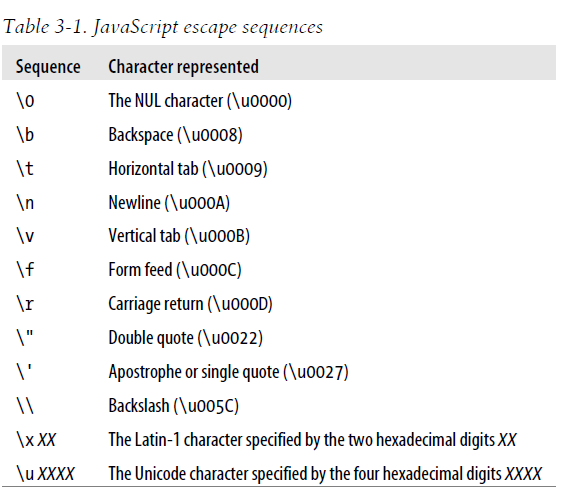 Table 3-1. JavaScript escape sequences
Sequence Character represented
\0 The NUL character (\u0000)
\b Backspace (\u0008)
\t Horizontal tab (\u0009)
\n Newline (\u000A)
\v Vertical tab (\u000B)
\f Form feed (\u000C)
\r Carriage return (\u000D)
\" Double quote (\u0022)
\' Apostrophe or single quote (\u0027)
\\ Backslash (\u005C)
\x XX The Latin-1 character specified by the two hexadecimal digits XX
\u XXXX The Unicode character specified by the four hexadecimal digits XXXX